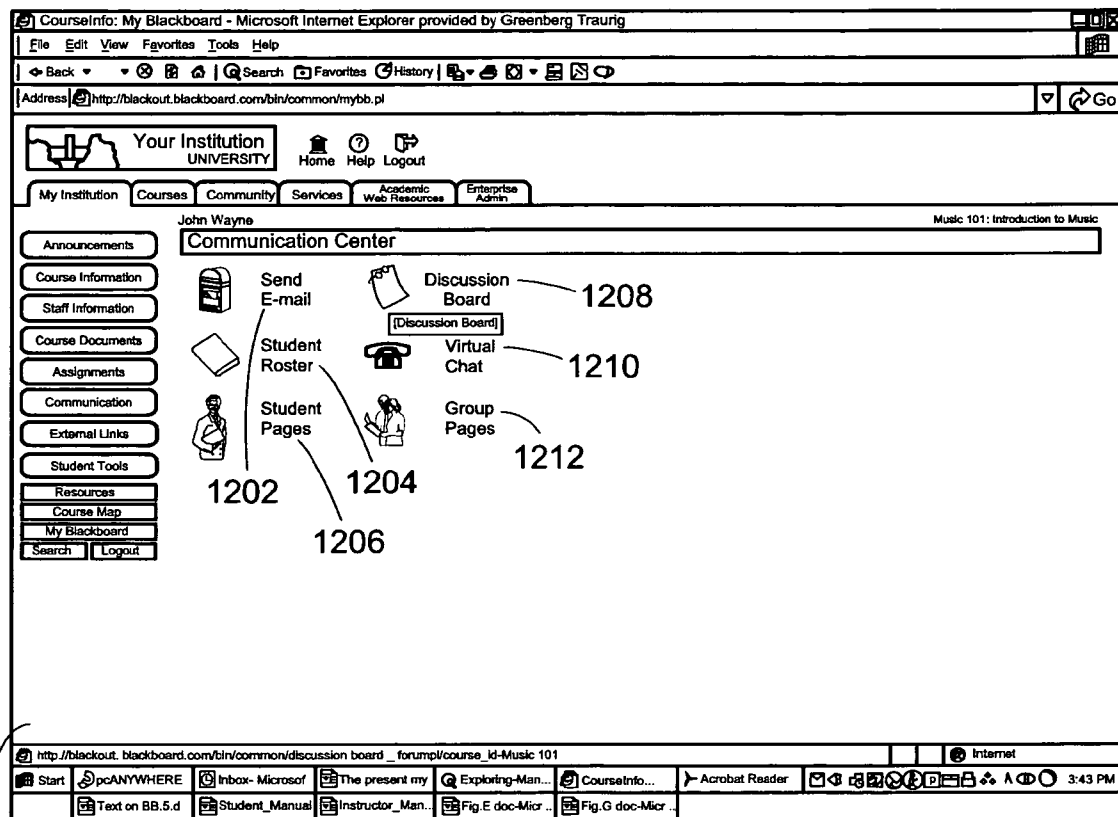 CourseInfo: My Blackboard - Microsoft Internet Explorer provided by Greenberg Traurig
File Edit View Favorites Tools Help
Back Search Favorites History
Address http://blackout.blackboard.com/bin/common/mybb.pl Go
Your Institution
UNIVERSITY
Home Help Logout
My Institution Courses Community Services Academic Web Resources Enterprise Admin
John Wayne Music 101: Introduction to Music
Communication Center
Announcements
Course Information
Staff Information
Course Documents
Assignments
Communication
External Links
Student Tools
Resources
Course Map
My Blackboard
Search Logout
Send
E-mail
Discussion
Board
1208
[Discussion Board]
Student
Roster
Virtual
Chat
1210
Student
Pages
Group
Pages
1212
1202
1204
1206
http://blackout. blackboard.com/bin/common/discussion board _ forumpl/course_id-Music 101 Internet
Start pcANYWHERE Inbox- Microsof The present my Exploring-Man... CourseInfo... Acrobat Reader 3:43 PM
Text on BB.5.d Student_Manual Instructor_Man.. Fig.E doc-Micr .. Fig.G doc-Micr ..